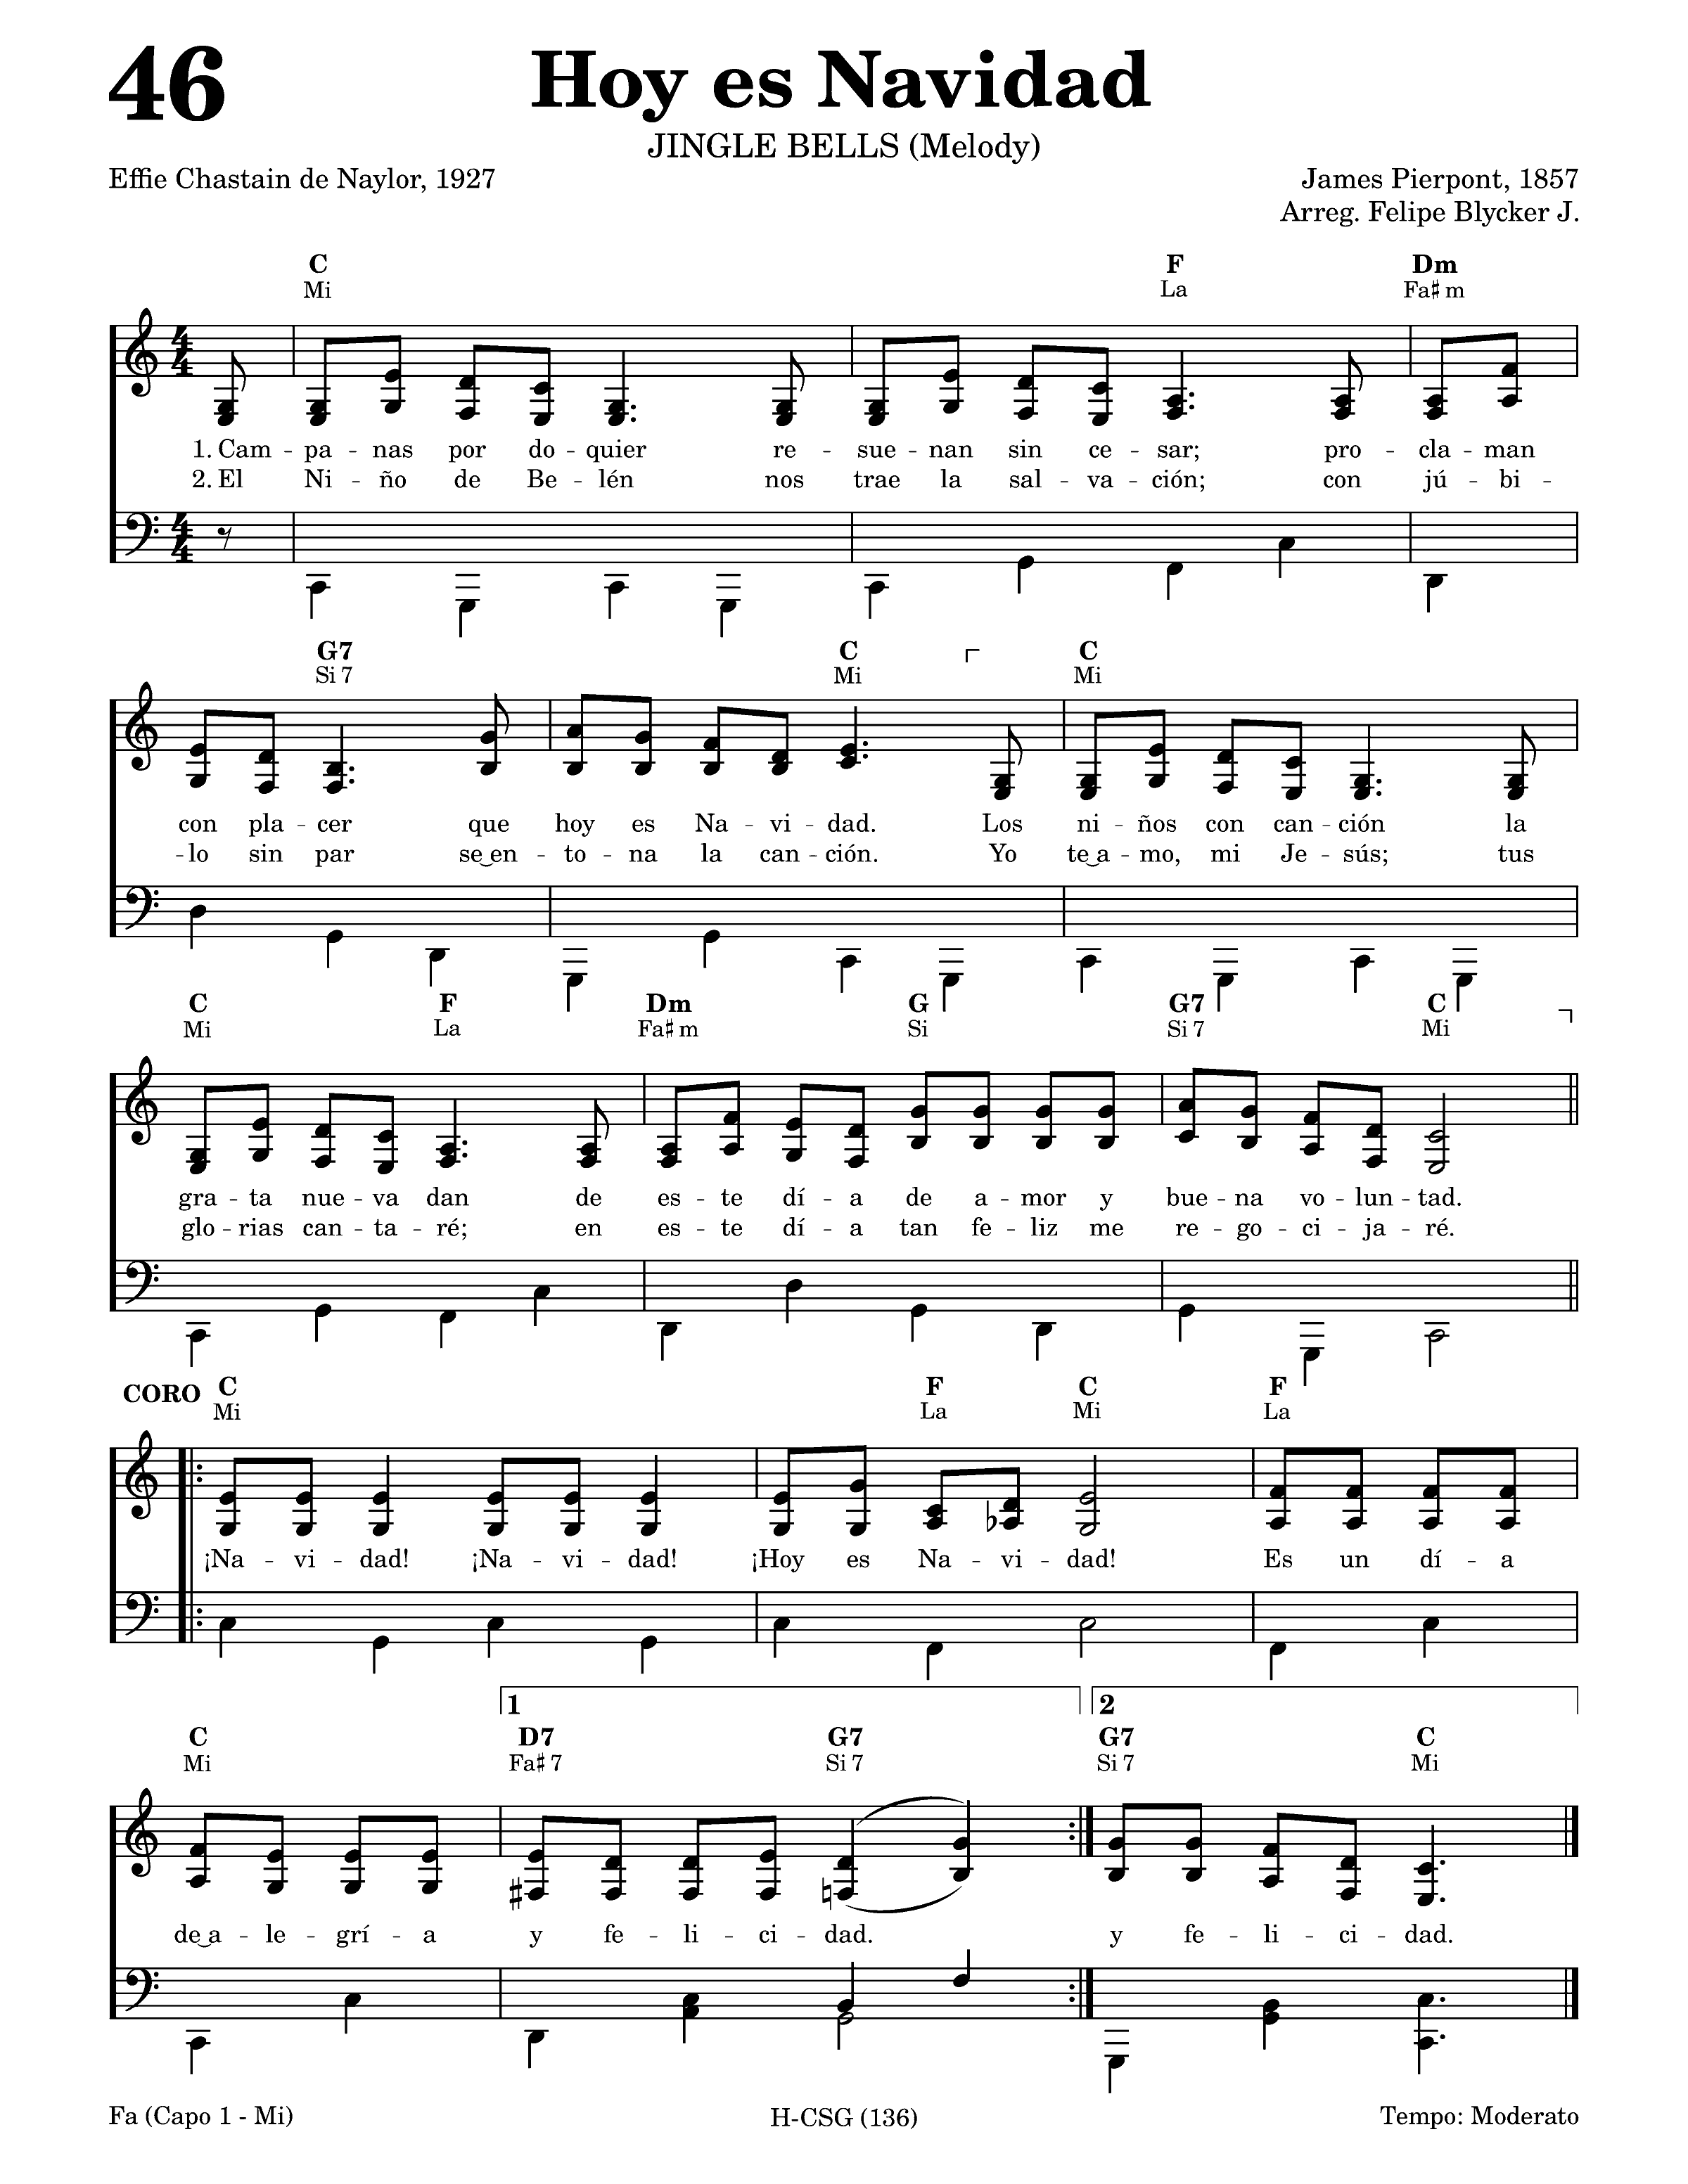 46
Hoy es Navidad
JINGLE BELLS (Melody)
Effie Chastain de Naylor, 1927
James Pierpont, 1857
Arreg. Felipe Blycker J.
C F Dm
Mi La Fa♯ m
1. Cam - pa - nas por do - quier re - sue - nan sin ce - sar; pro - cla - man
2. El Ni - ño de Be - lén nos trae la sal - va - ción; con jú - bi -
G7 C C
Si 7 Mi Mi
con pla - cer que hoy es Na - vi - dad. Los ni - ños con can - ción la
- lo sin par se‿en - to - na la can - ción. Yo te‿a - mo, mi Je - sús; tus
C F Dm G G7 C
Mi La Fa♯ m Si Si 7 Mi
gra - ta nue - va dan de es - te dí - a de a - mor y bue - na vo - lun - tad.
glo - rias can - ta - ré; en es - te dí - a tan fe - liz me re - go - ci - ja - ré.
CORO C F C F
Mi La Mi La
¡Na - vi - dad! ¡Na - vi - dad! ¡Hoy es Na - vi - dad! Es un dí - a
1 2
C D7 G7 G7 C
Mi Fa♯ 7 Si 7 Si 7 Mi
de‿a - le - grí - a y fe - li - ci - dad. y fe - li - ci - dad.
Fa (Capo 1 - Mi)
H-CSG (136)
Tempo: Moderato